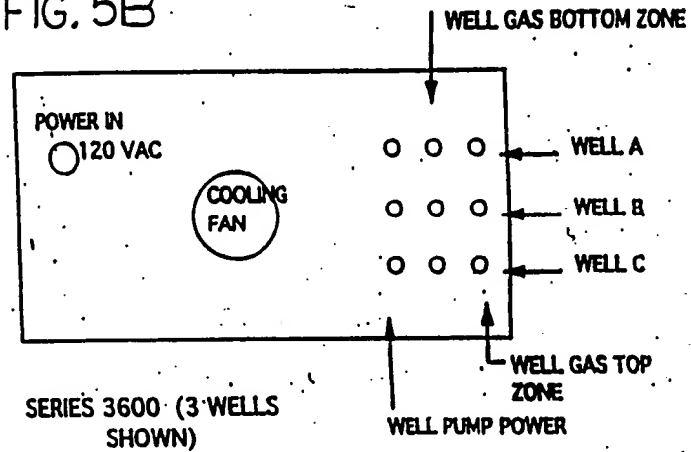 FIG. 5B
WELL GAS BOTTOM ZONE
POWER IN
120 VAC
COOLING
FAN
WELL A
WELL B
WELL C
WELL GAS TOP
ZONE
WELL PUMP POWER
SERIES 3600 (3 WELLS
SHOWN)